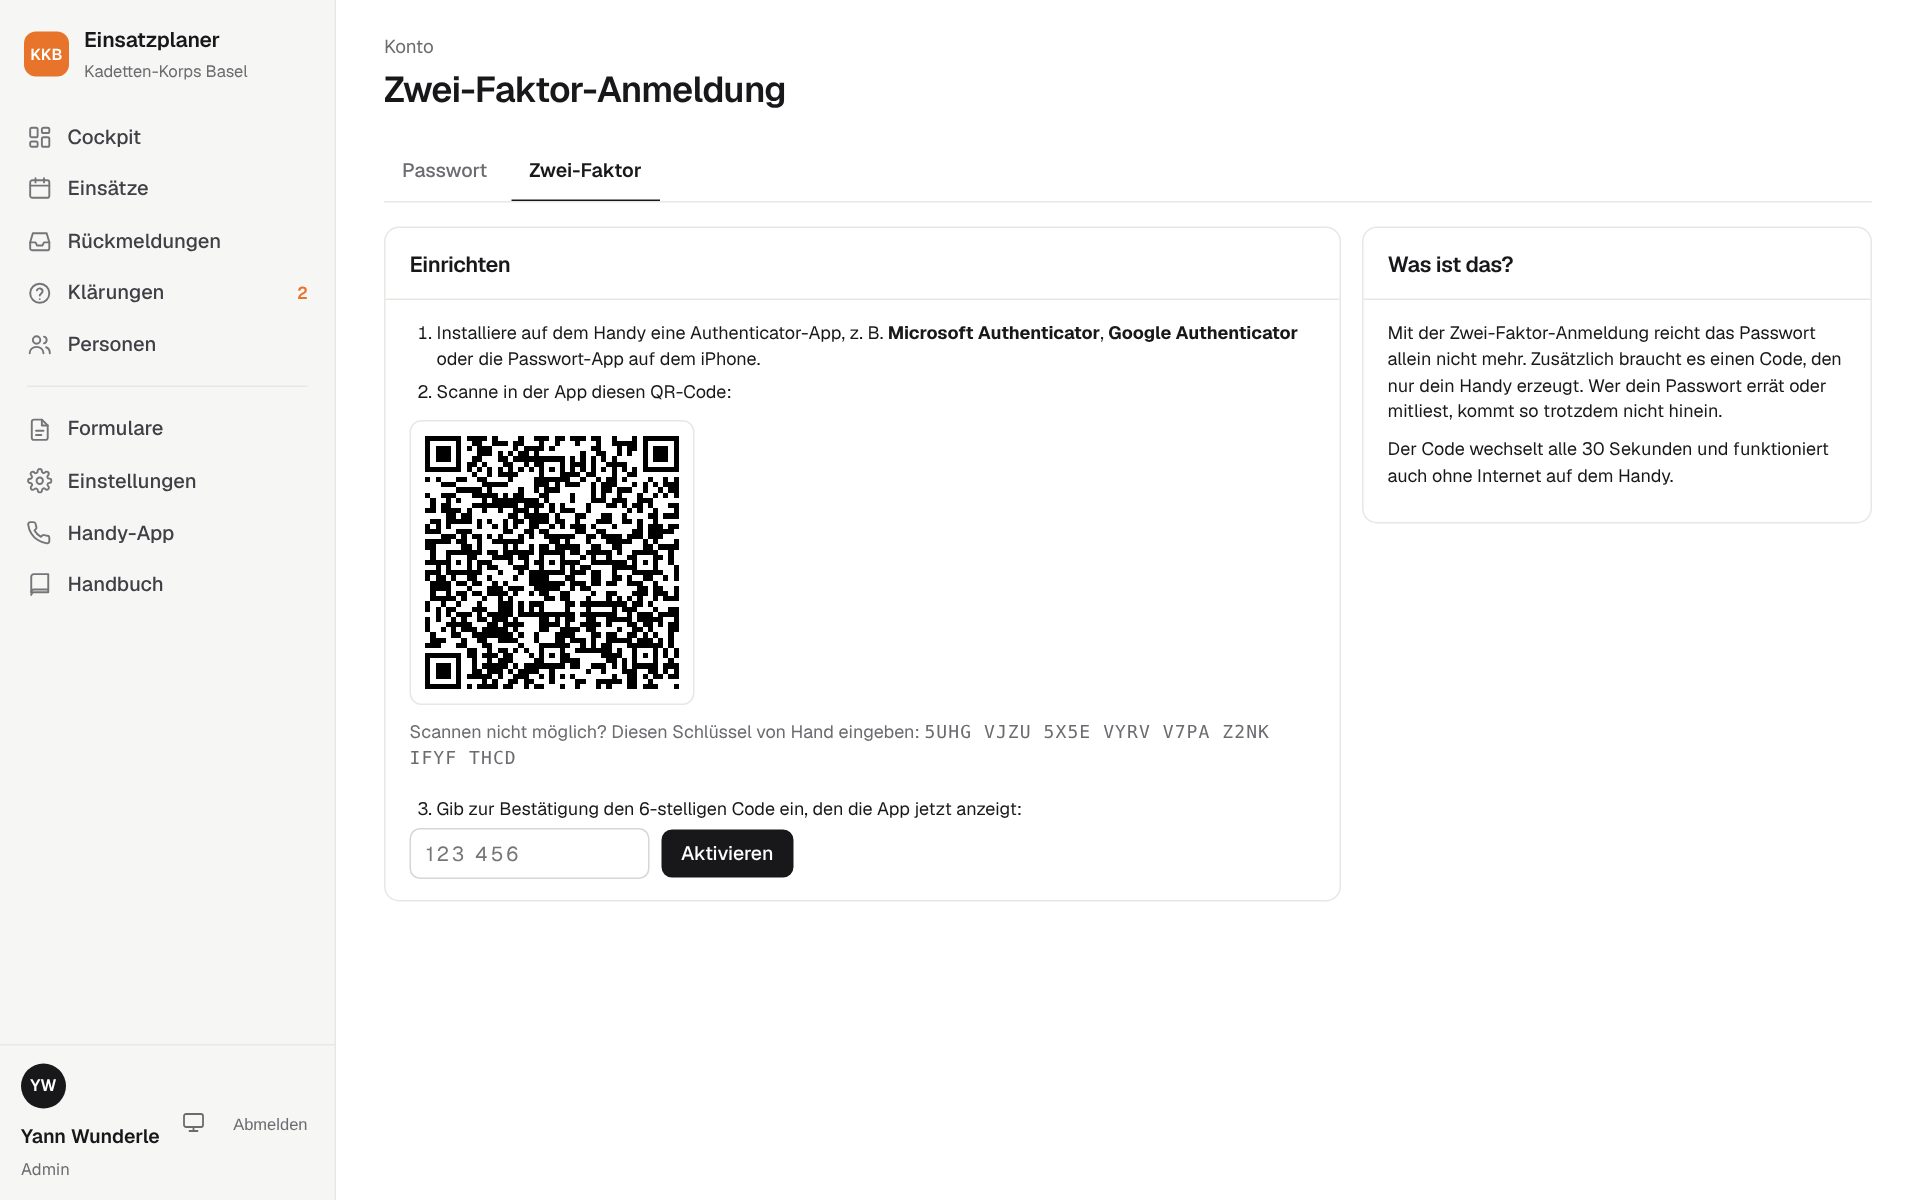 KKB
Einsatzplaner
Kadetten-Korps Basel
Cockpit
Einsätze
Rückmeldungen
Klärungen 2
Personen
Formulare
Einstellungen
Handy-App
Handbuch
YW
Yann Wunderle
Admin
Abmelden
Konto
Zwei-Faktor-Anmeldung
Passwort Zwei-Faktor
Einrichten
1. Installiere auf dem Handy eine Authenticator-App, z. B. Microsoft Authenticator, Google Authenticator
oder die Passwort-App auf dem iPhone.
2. Scanne in der App diesen QR-Code:
Scannen nicht möglich? Diesen Schlüssel von Hand eingeben: 5UHG VJZU 5X5E VYRV V7PA Z2NK
IFYF THCD
3. Gib zur Bestätigung den 6-stelligen Code ein, den die App jetzt anzeigt:
123 456
Aktivieren
Was ist das?
Mit der Zwei-Faktor-Anmeldung reicht das Passwort
allein nicht mehr. Zusätzlich braucht es einen Code, den
nur dein Handy erzeugt. Wer dein Passwort errät oder
mitliest, kommt so trotzdem nicht hinein.
Der Code wechselt alle 30 Sekunden und funktioniert
auch ohne Internet auf dem Handy.